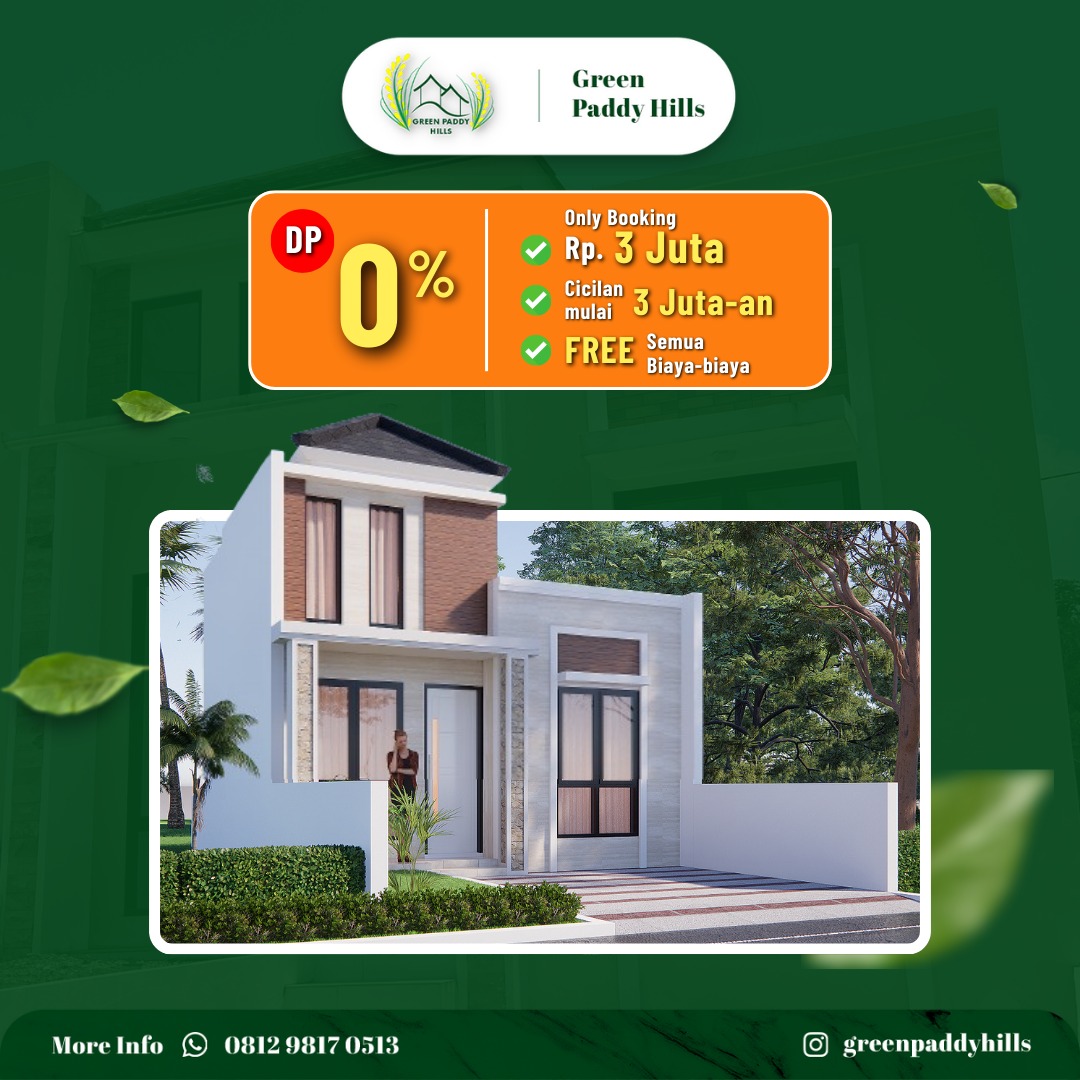 GREEN PADDY
HILLS
Green
Paddy Hills
DP
0%
Only Booking
Rp. 3 Juta
Cicilan
mulai 3 Juta-an
FREE Semua
Biaya-biaya
More Info 0812 9817 0513
greenpaddyhills